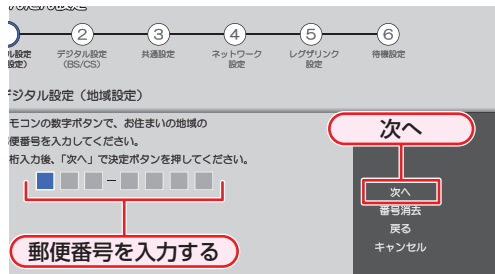 ② ③ ④ ⑤ ⑥
ル設定 デジタル設定 共通設定 ネットワーク レグザリンク 待機設定
設定) (BS/CS) 設定 設定
デジタル設定（地域設定）
モコンの数字ボタンで、お住まいの地域の
便番号を入力してください。
桁入力後、「次へ」で決定ボタンを押してください。
–
郵便番号を入力する
次へ
次へ
番号消去
戻る
キャンセル